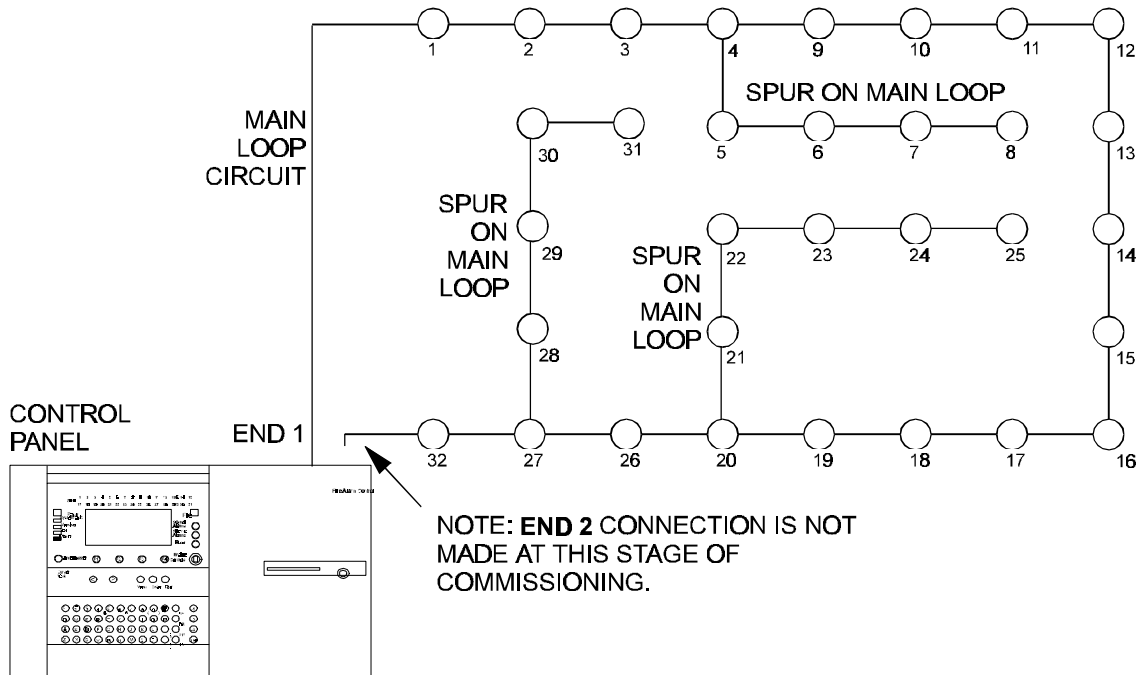 1 2 3 4 9 10 11 12
SPUR ON MAIN LOOP
MAIN
LOOP
CIRCUIT
30 31 5 6 7 8 13
SPUR
ON
MAIN
LOOP
29 22 23 24 25 14
SPUR
ON
MAIN
LOOP
28 21 15
CONTROL
PANEL
END 1
32 27 26 20 19 18 17 16
NOTE: END 2 CONNECTION IS NOT
MADE AT THIS STAGE OF
COMMISSIONING.